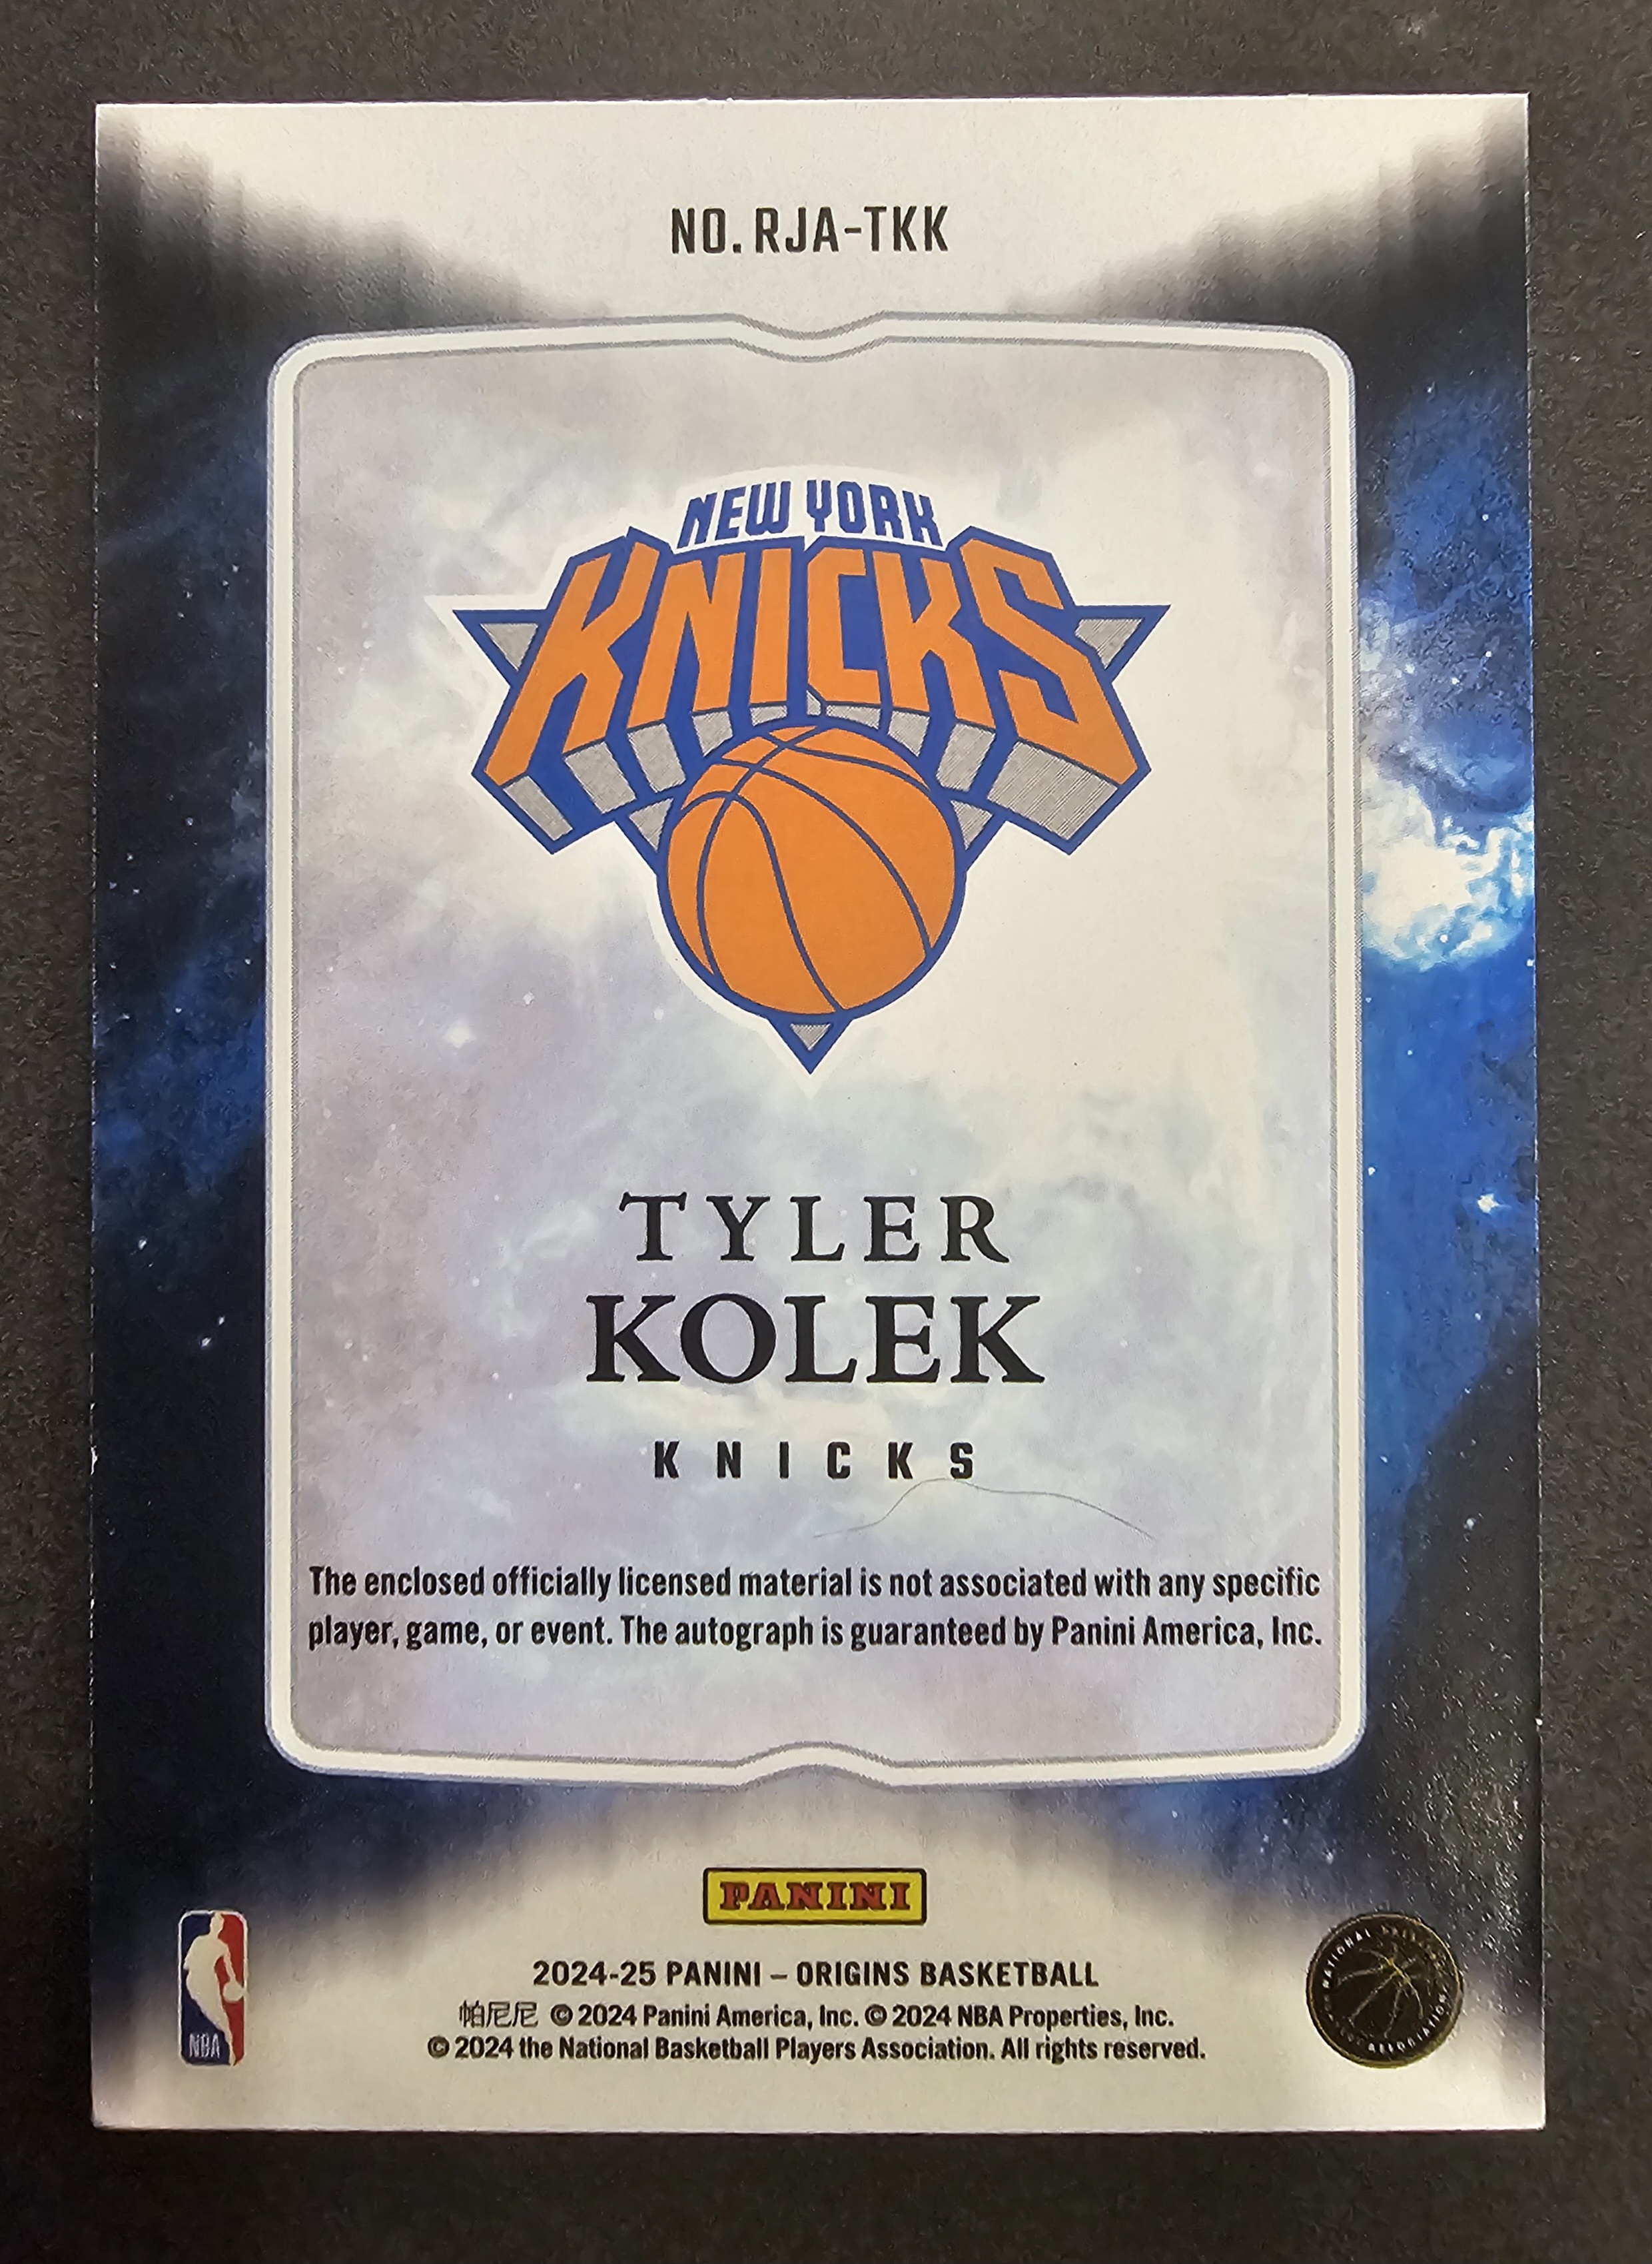 NO. RJA-TKK
NEW YORK
KNICKS
TYLER
KOLEK
KNICKS
The enclosed officially licensed material is not associated with any specific
player, game, or event. The autograph is guaranteed by Panini America, Inc.
PANINI
2024-25 PANINI – ORIGINS BASKETBALL
帕尼尼 © 2024 Panini America, Inc. © 2024 NBA Properties, Inc.
© 2024 the National Basketball Players Association. All rights reserved.
NBA
NATIONAL
ASSOCIATION